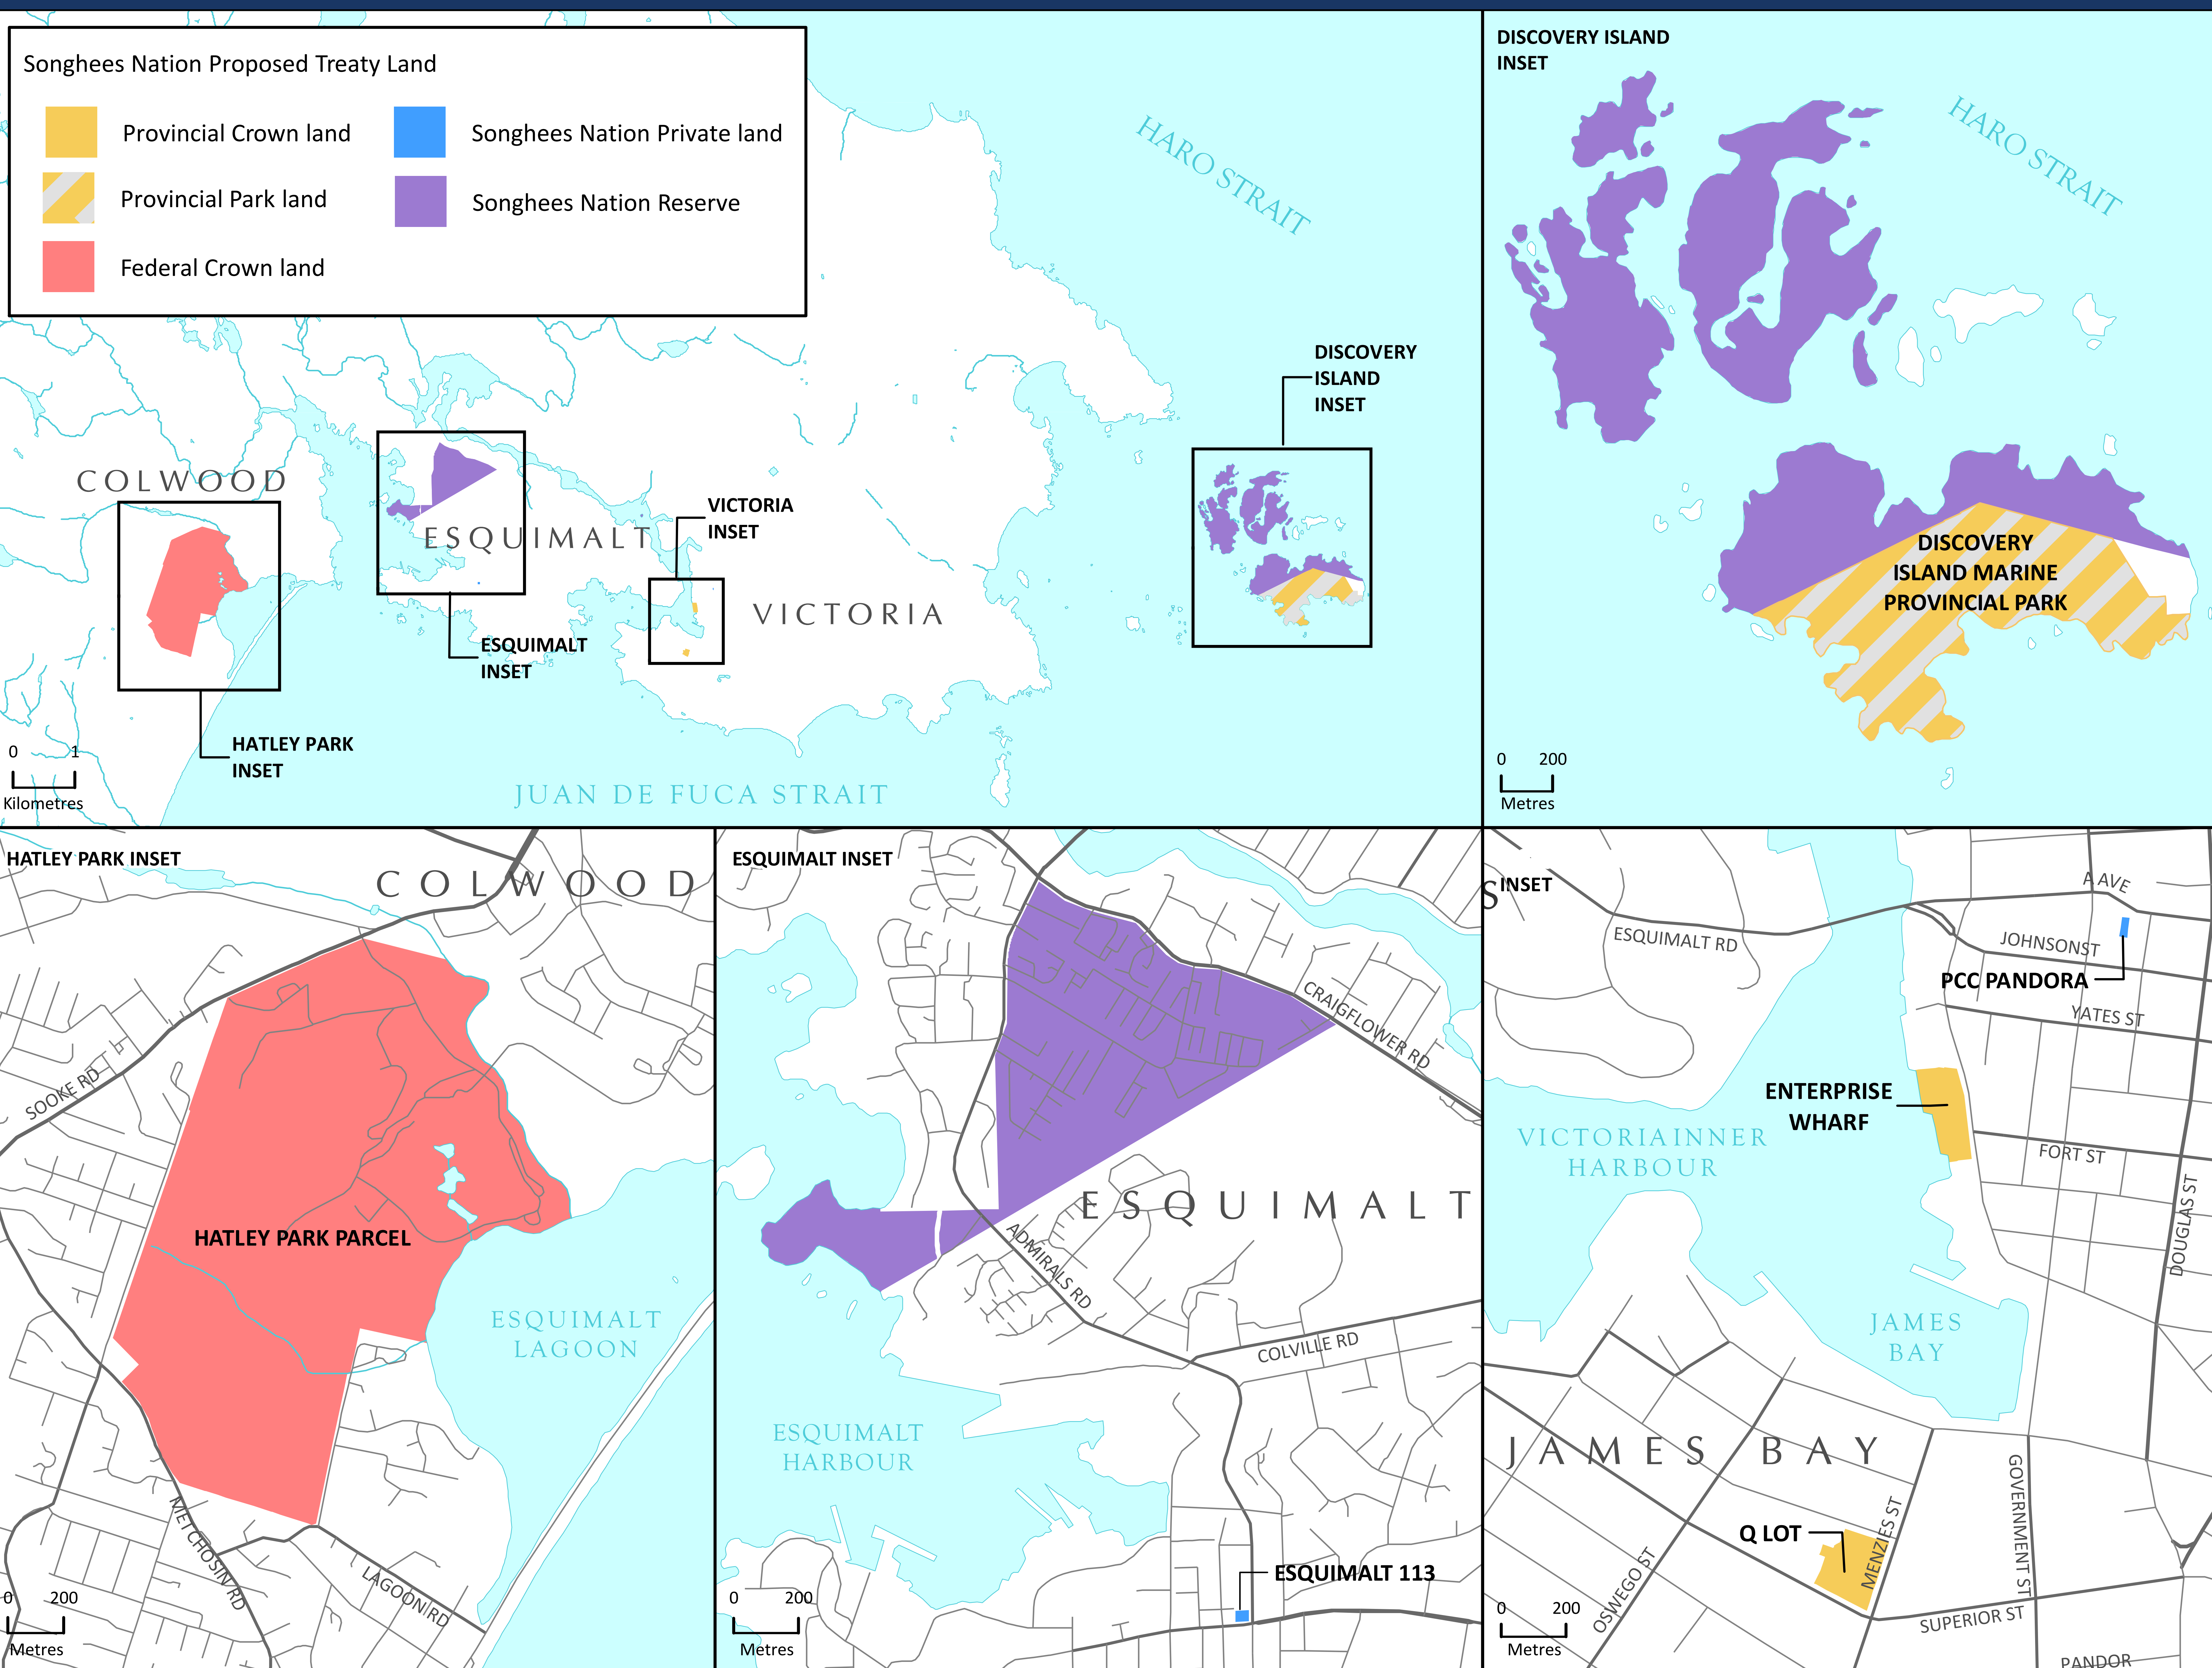 Songhees Nation Proposed Treaty Land
Provincial Crown land
Provincial Park land
Federal Crown land
Songhees Nation Private land
Songhees Nation Reserve
HARO STRAIT
DISCOVERY
ISLAND
INSET
COLWOOD
ESQUIMALT
VICTORIA
INSET
VICTORIA
ESQUIMALT
INSET
HATLEY PARK
INSET
JUAN DE FUCA STRAIT
0 1
Kilometres
DISCOVERY ISLAND
INSET
HARO STRAIT
DISCOVERY
ISLAND MARINE
PROVINCIAL PARK
0 200
Metres
HATLEY PARK INSET
COLWOOD
SOOKE RD
HATLEY PARK PARCEL
ESQUIMALT
LAGOON
METCHOSIN RD
LAGOON RD
0 200
Metres
ESQUIMALT INSET
CRAIGFLOWER RD
ESQUIMALT
ADMIRALS RD
COLVILLE RD
ESQUIMALT
HARBOUR
ESQUIMALT 113
0 200
Metres
S
INSET
A AVE
ESQUIMALT RD
JOHNSON ST
PCC PANDORA
YATES ST
ENTERPRISE
WHARF
VICTORIA INNER
HARBOUR
FORT ST
DOUGLAS ST
JAMES
BAY
JAMES BAY
GOVERNMENT ST
Q LOT
MENZIES ST
OSWEGO ST
SUPERIOR ST
0 200
Metres
PANDOR